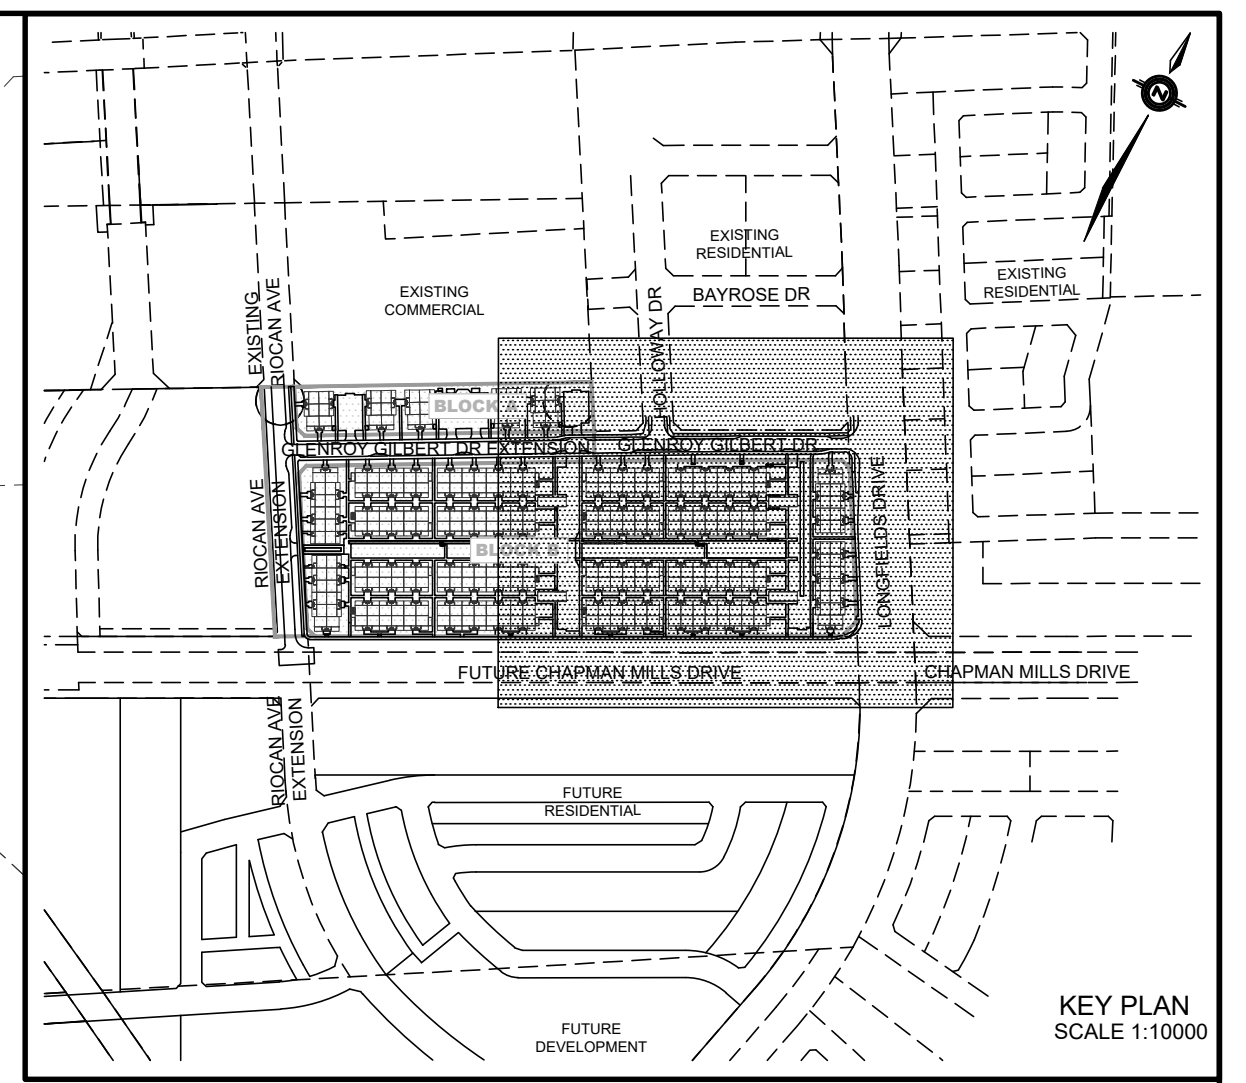 EXISTING
RESIDENTIAL
EXISTING
RESIDENTIAL
BAYROSE DR
EXISTING
COMMERCIAL
EXISTING
RIOCAN AVE
HOLLOWAY DR
BLOCK A
GLENROY GILBERT DR EXTENSION
GLENROY GILBERT DR
RIOCAN AVE
EXTENSION
BLOCK B
LONGFIELDS DRIVE
FUTURE CHAPMAN MILLS DRIVE
CHAPMAN MILLS DRIVE
RIOCAN AVE
EXTENSION
FUTURE
RESIDENTIAL
FUTURE
DEVELOPMENT
KEY PLAN
SCALE 1:10000
N